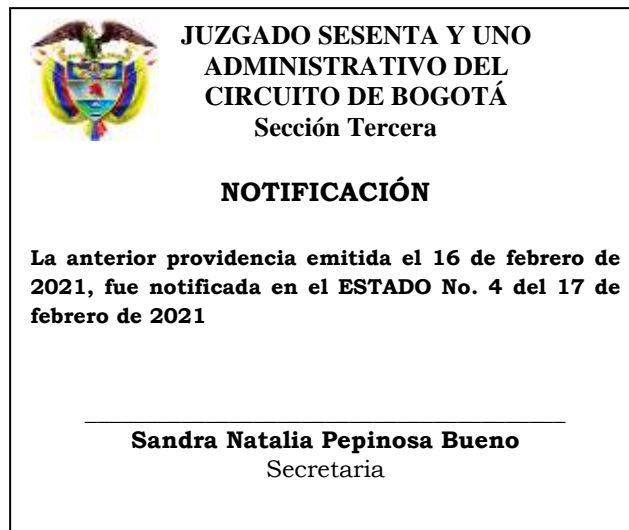 JUZGADO SESENTA Y UNO
ADMINISTRATIVO DEL
CIRCUITO DE BOGOTÁ
Sección Tercera
NOTIFICACIÓN
La anterior providencia emitida el 16 de febrero de
2021, fue notificada en el ESTADO No. 4 del 17 de
febrero de 2021
Sandra Natalia Pepinosa Bueno
Secretaria